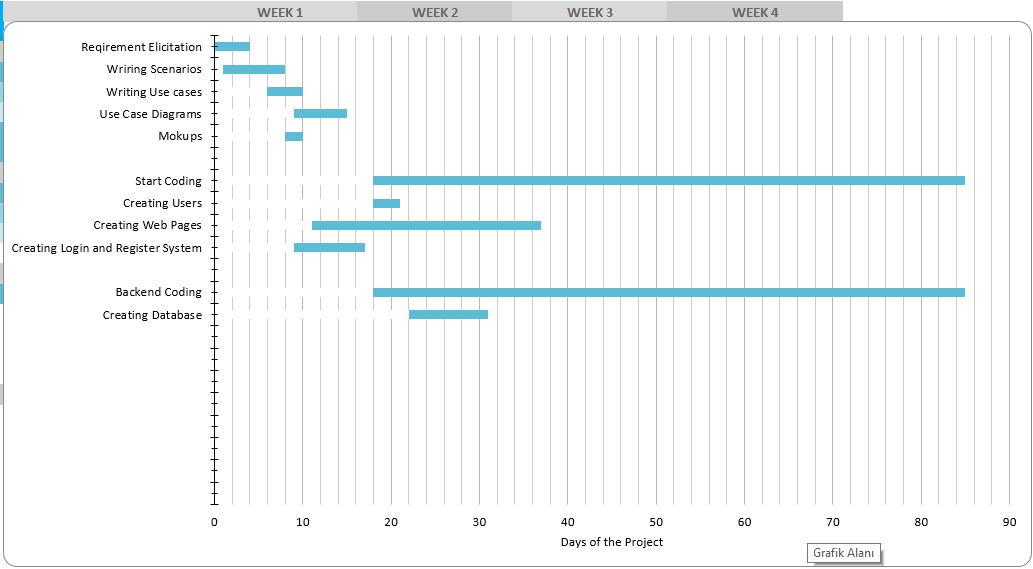 WEEK 1 WEEK 2 WEEK 3 WEEK 4
Reqirement Elicitation
Wriring Scenarios
Writing Use cases
Use Case Diagrams
Mokups
Start Coding
Creating Users
Creating Web Pages
Creating Login and Register System
Backend Coding
Creating Database
0 10 20 30 40 50 60 70 80 90
Days of the Project
Grafik Alanı